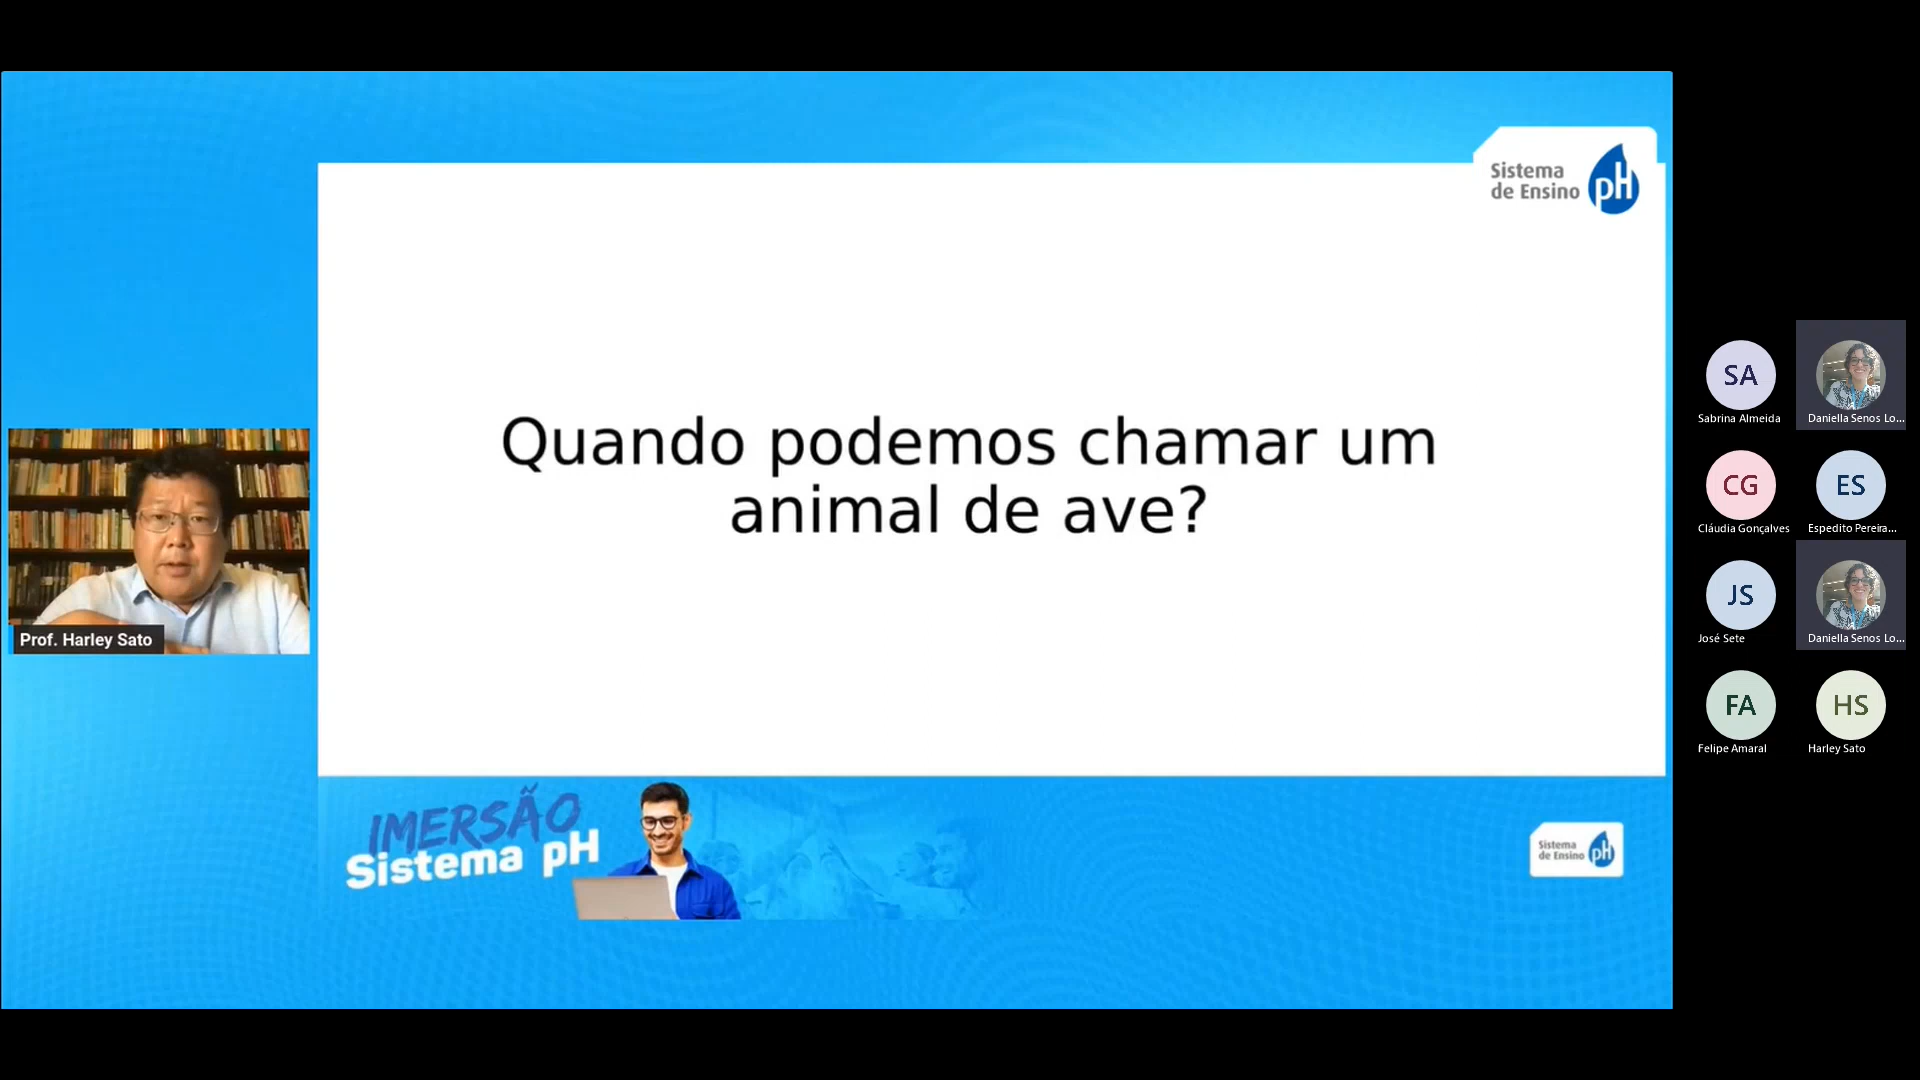 Sistema
de Ensino
pH
Quando podemos chamar um
animal de ave?
Prof. Harley Sato
IMERSÃO
Sistema pH
Sistema
de Ensino
pH
SA
Sabrina Almeida
Daniella Senos Lo...
CG
Cláudia Gonçalves
ES
Espedito Pereira...
JS
José Sete
Daniella Senos Lo...
FA
Felipe Amaral
HS
Harley Sato